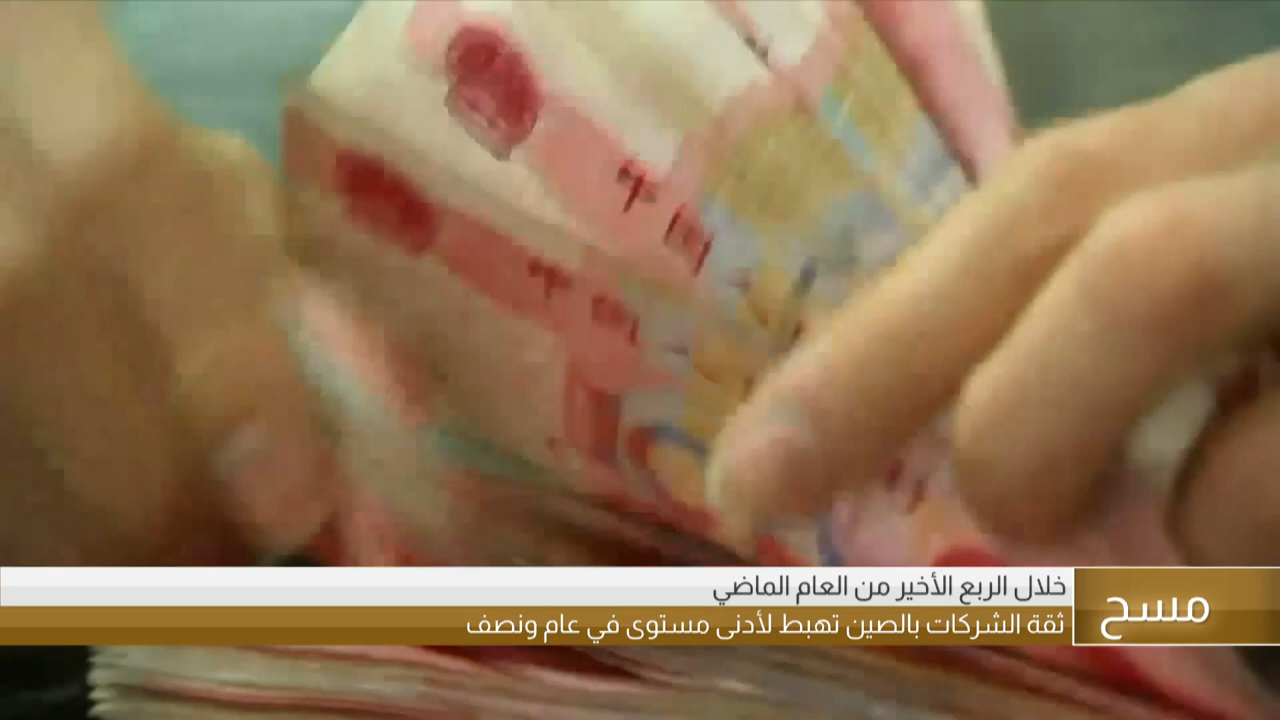 مسح
خلال الربع الأخير من العام الماضي
ثقة الشركات بالصين تهبط لأدنى مستوى في عام ونصف